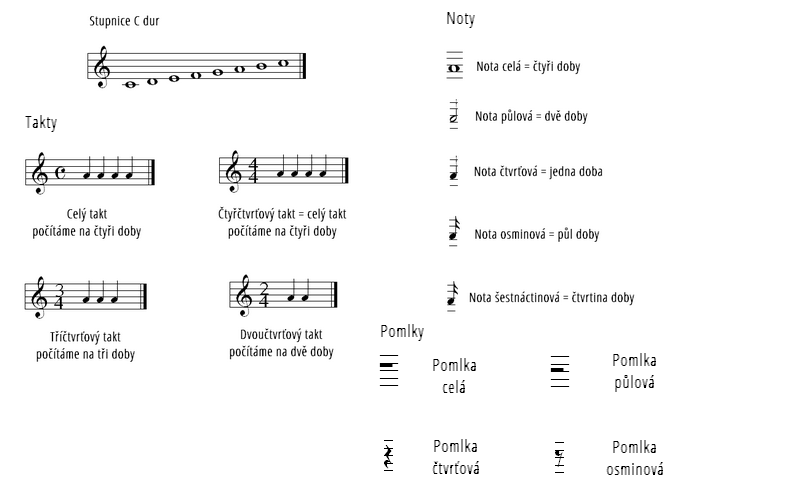 Stupnice C dur
Takty
Celý takt
počítáme na čtyři doby
4
4
Čtyřčtvrťový takt = celý takt
počítáme na čtyři doby
3
4
Tříčtvrťový takt
počítáme na tři doby
2
4
Dvoučtvrťový takt
počítáme na dvě doby
Noty
Nota celá = čtyři doby
Nota půlová = dvě doby
Nota čtvrťová = jedna doba
Nota osminová = půl doby
Nota šestnáctinová = čtvrtina doby
Pomlky
Pomlka
celá
Pomlka
půlová
Pomlka
čtvrťová
Pomlka
osminová